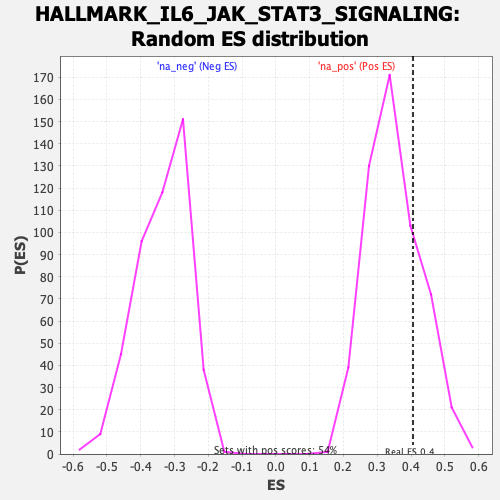 HALLMARK_IL6_JAK_STAT3_SIGNALING:
Random ES distribution
'na_neg' (Neg ES)
'na_pos' (Pos ES)
170
160
150
140
130
120
110
100
90
80
70
60
50
40
30
20
10
0
P(ES)
Sets with pos scores: 54%
Real ES 0.4
-0.6 -0.5 -0.4 -0.3 -0.2 -0.1 0.0 0.1 0.2 0.3 0.4 0.5 0.6
ES